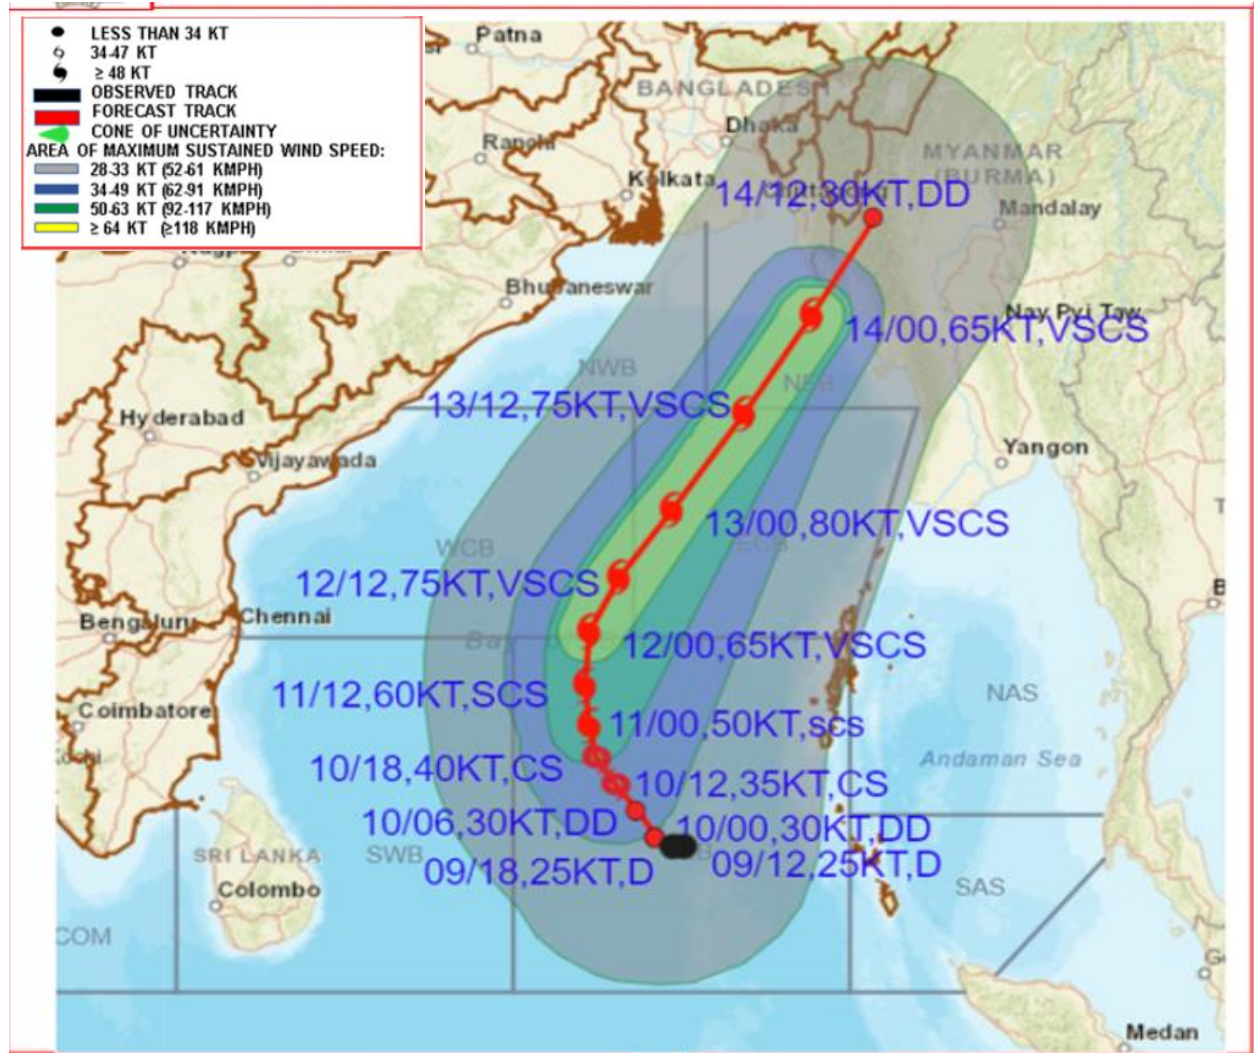 LESS THAN 34 KT
34-47 KT
≥ 48 KT
OBSERVED TRACK
FORECAST TRACK
CONE OF UNCERTAINTY
AREA OF MAXIMUM SUSTAINED WIND SPEED:
28-33 KT (52-61 KMPH)
34-49 KT (62-91 KMPH)
50-63 KT (92-117 KMPH)
≥ 64 KT (≥118 KMPH)
Patna
BANGLADESH
Dhaka
Ranchi
MYANMAR
(BURMA)
Kolkata
14/12,30KT,DD
Mandalay
Bhubaneswar
Nay Pyi Taw
14/00,65KT,VSCS
NWB
NEB
13/12,75KT,VSCS
Hyderabad
Yangon
Vijayawada
13/00,80KT,VSCS
WCB
ECB
12/12,75KT,VSCS
Chennai
Bengaluru
12/00,65KT,VSCS
11/12,60KT,SCS
NAS
Coimbatore
11/00,50KT,scs
Andaman Sea
10/18,40KT,CS
10/12,35KT,CS
10/06,30KT,DD
10/00,30KT,DD
SRI LANKA
SWB
09/18,25KT,D
09/12,25KT,D
Colombo
SAS
COM
Medan